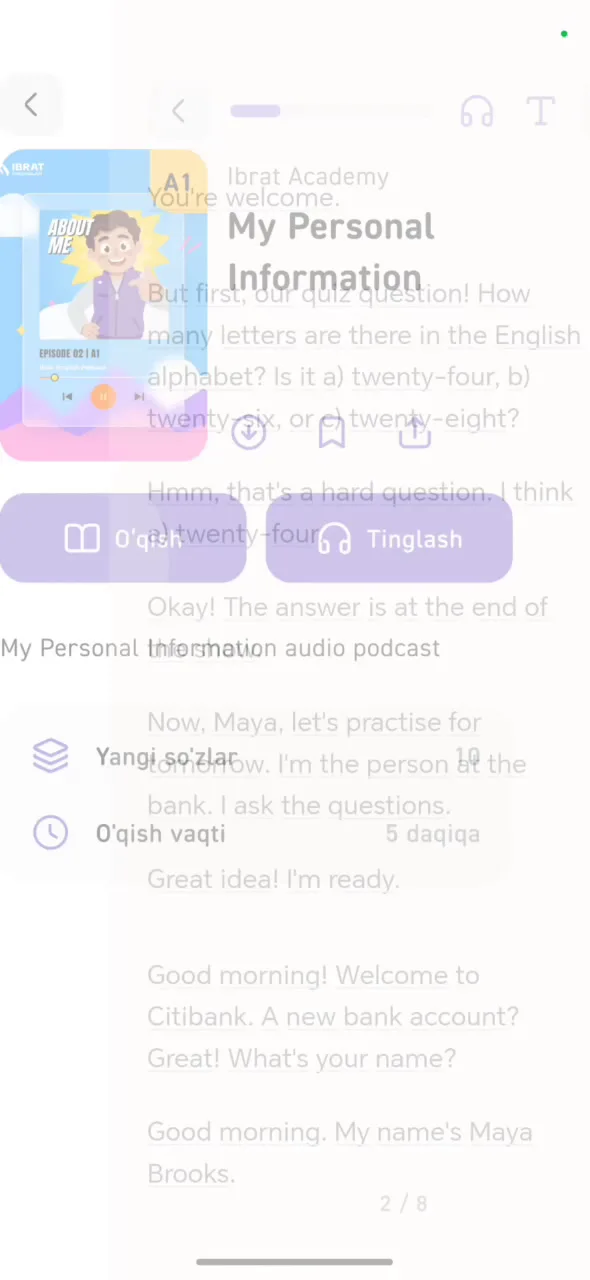 IBRAT
A1
ABOUT
ME
EPISODE 02 | A1
Ibrat Academy
My Personal
Information
O'qish
Tinglash
My Personal Information audio podcast
Yangi so'zlar
10
O'qish vaqti
5 daqiqa
You're welcome.
But first, our quiz question! How
many letters are there in the English
alphabet? Is it a) twenty-four, b)
twenty-six, or c) twenty-eight?
Hmm, that's a hard question. I think
a) twenty-four.
Okay! The answer is at the end of
the show.
Now, Maya, let's practise for
tomorrow. I'm the person at the
bank. I ask the questions.
Great idea! I'm ready.
Good morning! Welcome to
Citibank. A new bank account?
Great! What's your name?
Good morning. My name's Maya
Brooks.
2 / 8